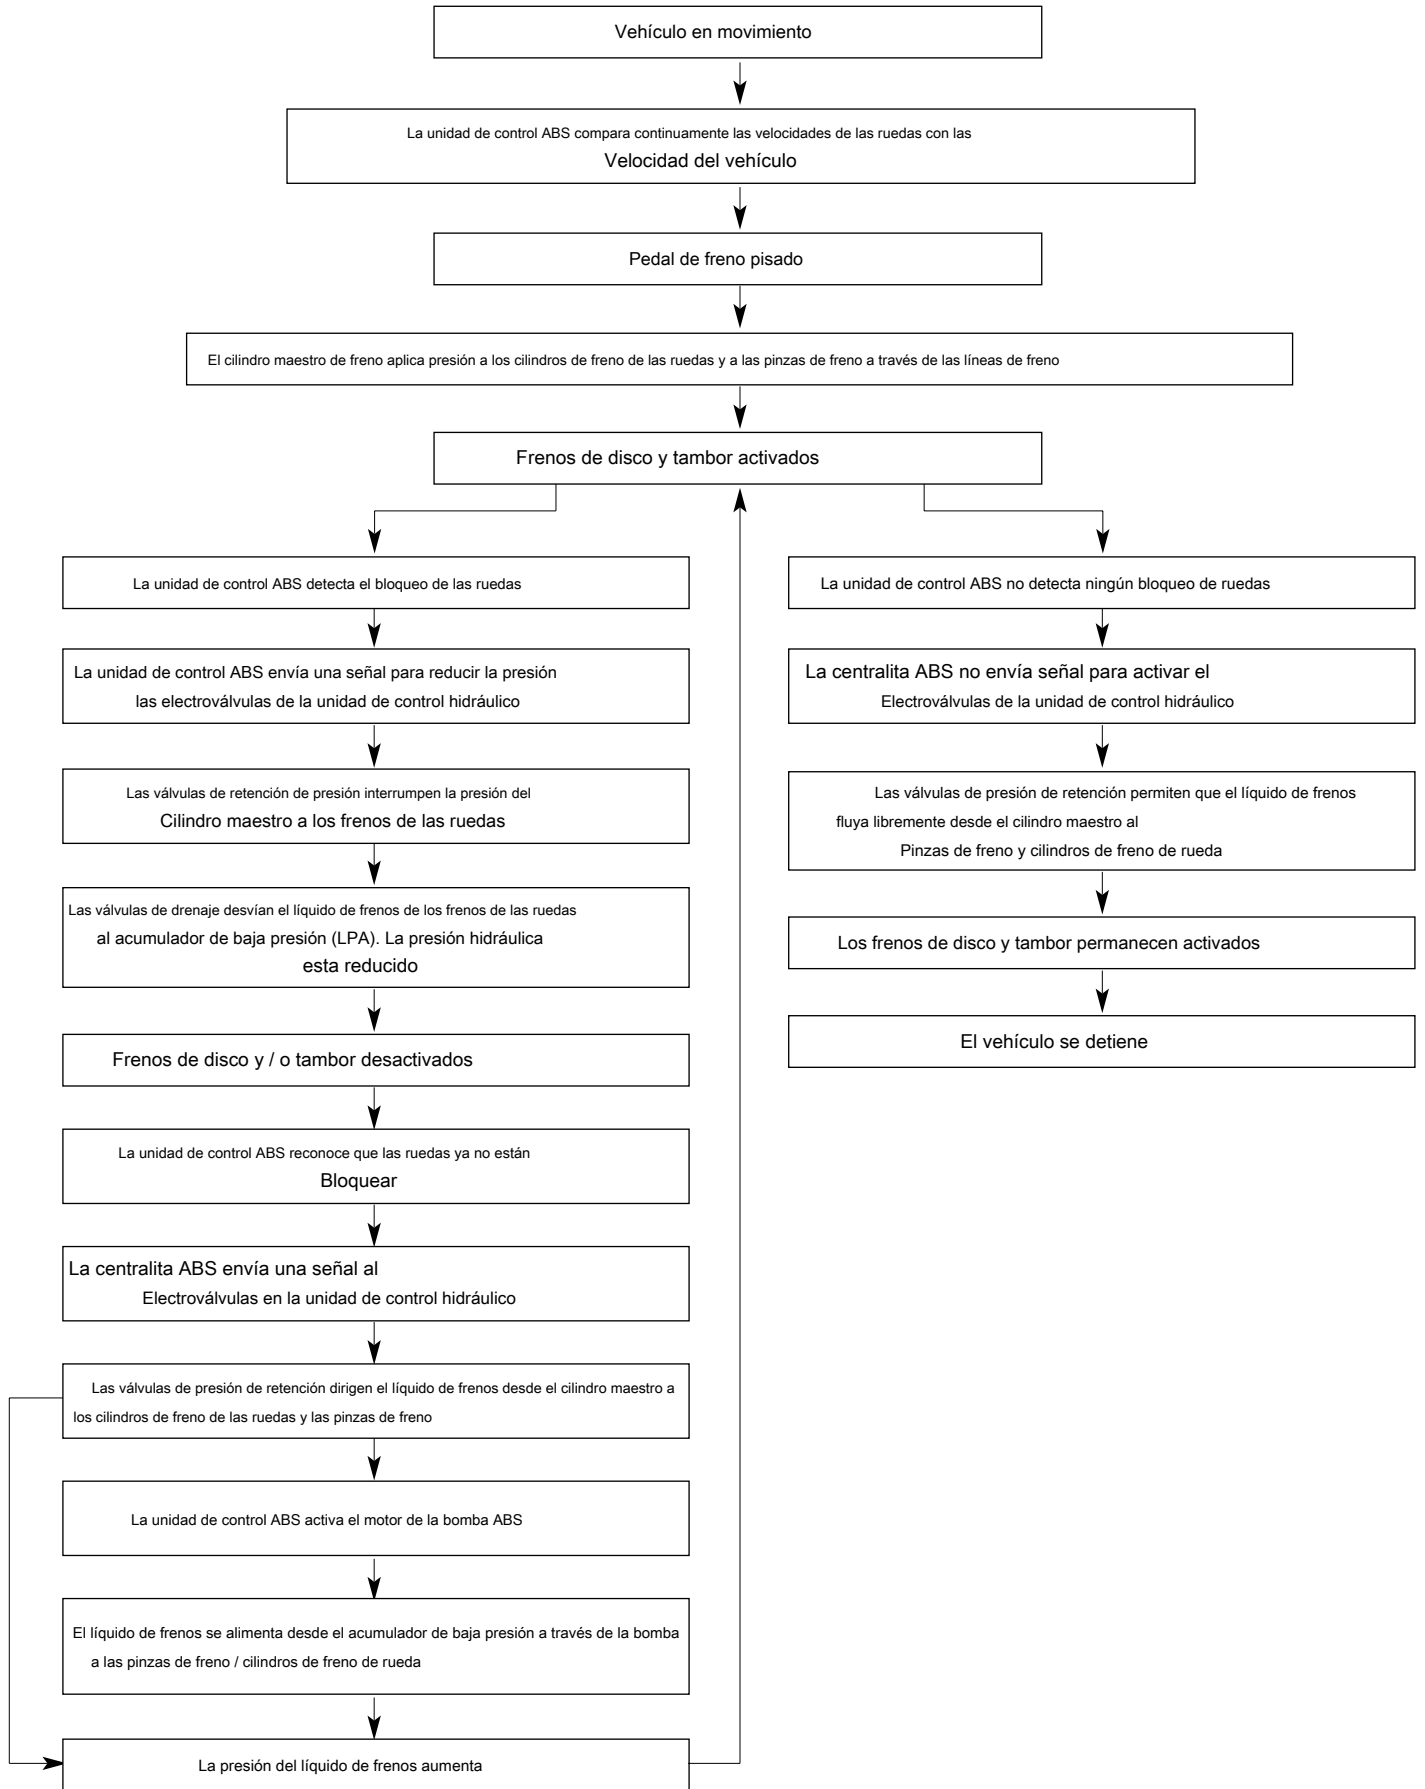 Vehículo en movimiento
La unidad de control ABS compara continuamente las velocidades de las ruedas con las
Velocidad del vehículo
Pedal de freno pisado
El cilindro maestro de freno aplica presión a los cilindros de freno de las ruedas y a las pinzas de freno a través de las líneas de freno
Frenos de disco y tambor activados
La unidad de control ABS detecta el bloqueo de las ruedas
La unidad de control ABS envía una señal para reducir la presión
las electroválvulas de la unidad de control hidráulico
Las válvulas de retención de presión interrumpen la presión del
Cilindro maestro a los frenos de las ruedas
Las válvulas de drenaje desvían el líquido de frenos de los frenos de las ruedas
al acumulador de baja presión (LPA). La presión hidráulica
esta reducido
Frenos de disco y / o tambor desactivados
La unidad de control ABS reconoce que las ruedas ya no están
Bloquear
La centralita ABS envía una señal al
Electroválvulas en la unidad de control hidráulico
Las válvulas de presión de retención dirigen el líquido de frenos desde el cilindro maestro a
los cilindros de freno de las ruedas y las pinzas de freno
La unidad de control ABS activa el motor de la bomba ABS
El líquido de frenos se alimenta desde el acumulador de baja presión a través de la bomba
a las pinzas de freno / cilindros de freno de rueda
La presión del líquido de frenos aumenta
La unidad de control ABS no detecta ningún bloqueo de ruedas
La centralita ABS no envía señal para activar el
Electroválvulas de la unidad de control hidráulico
Las válvulas de presión de retención permiten que el líquido de frenos
fluya libremente desde el cilindro maestro al
Pinzas de freno y cilindros de freno de rueda
Los frenos de disco y tambor permanecen activados
El vehículo se detiene